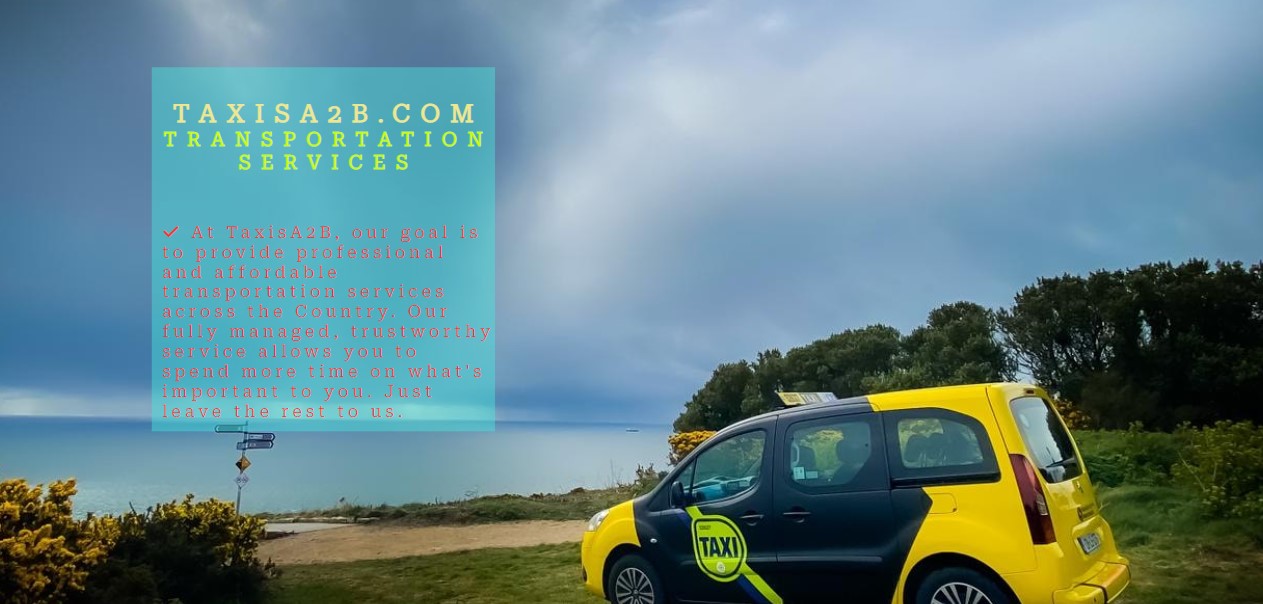 TAXISA2B.COM
TRANSPORTATION
SERVICES
✓ At TaxisA2B, our goal is
to provide professional
and affordable
transportation services
across the Country. Our
fully managed, trustworthy
service allows you to
spend more time on what's
important to you. Just
leave the rest to us.
TAXI